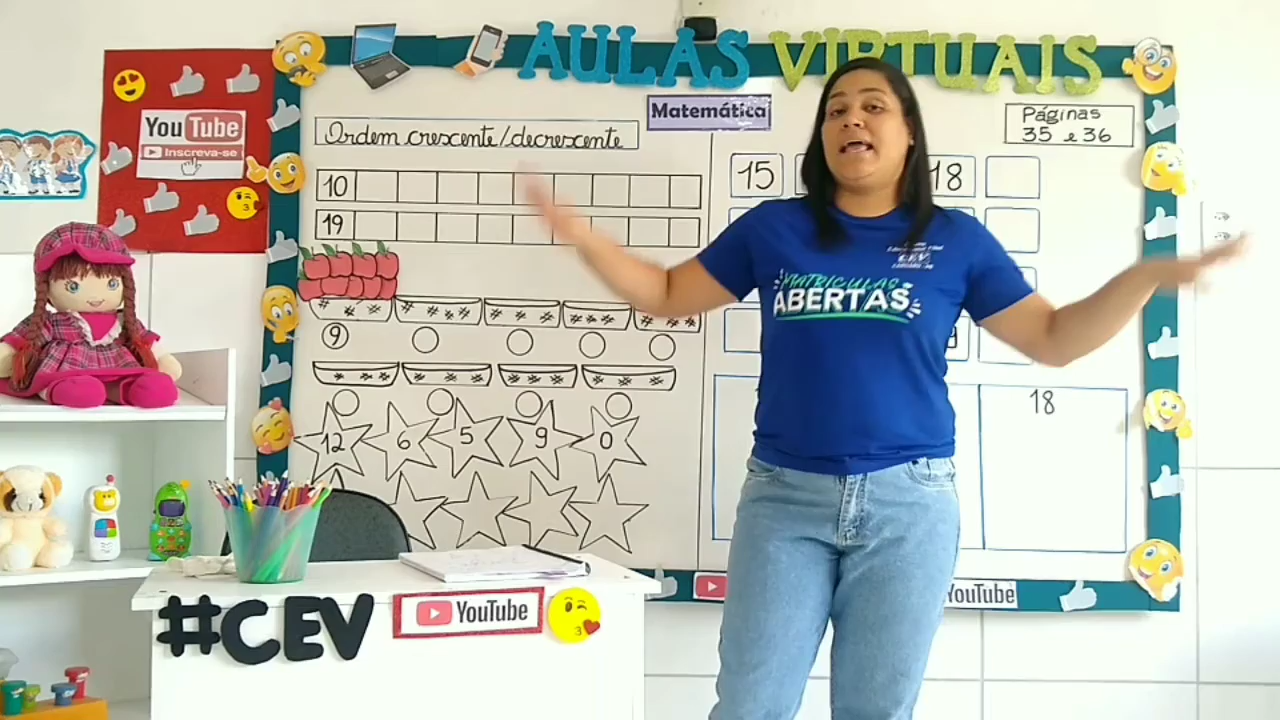 AULAS VIRTUAIS
Matemática
Páginas
35 e 36
YouTube
Inscreva-se
Ordem crescente/decrescente
10
19
15
18
9
12 6 5 9 0
18
MATRÍCULAS
ABERTAS
CEV
#CEV
YouTube
YouTube